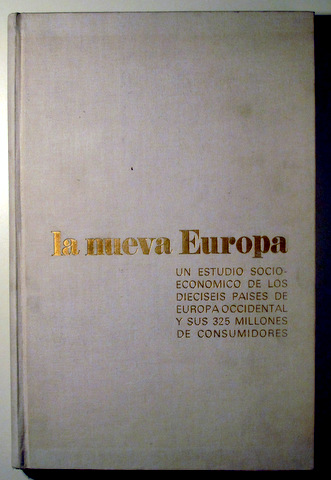 la nueva Europa
UN ESTUDIO SOCIO-
ECONOMICO DE LOS
DIECISEIS PAISES DE
EUROPA OCCIDENTAL
Y SUS 325 MILLONES
DE CONSUMIDORES